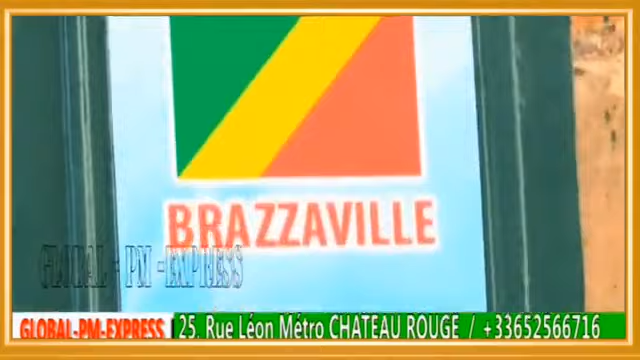 BRAZZAVILLE
GLOBAL - PM - EXPRESS
GLOBAL-PM-EXPRESS 25. Rue Léon Métro CHATEAU ROUGE / +33652566716